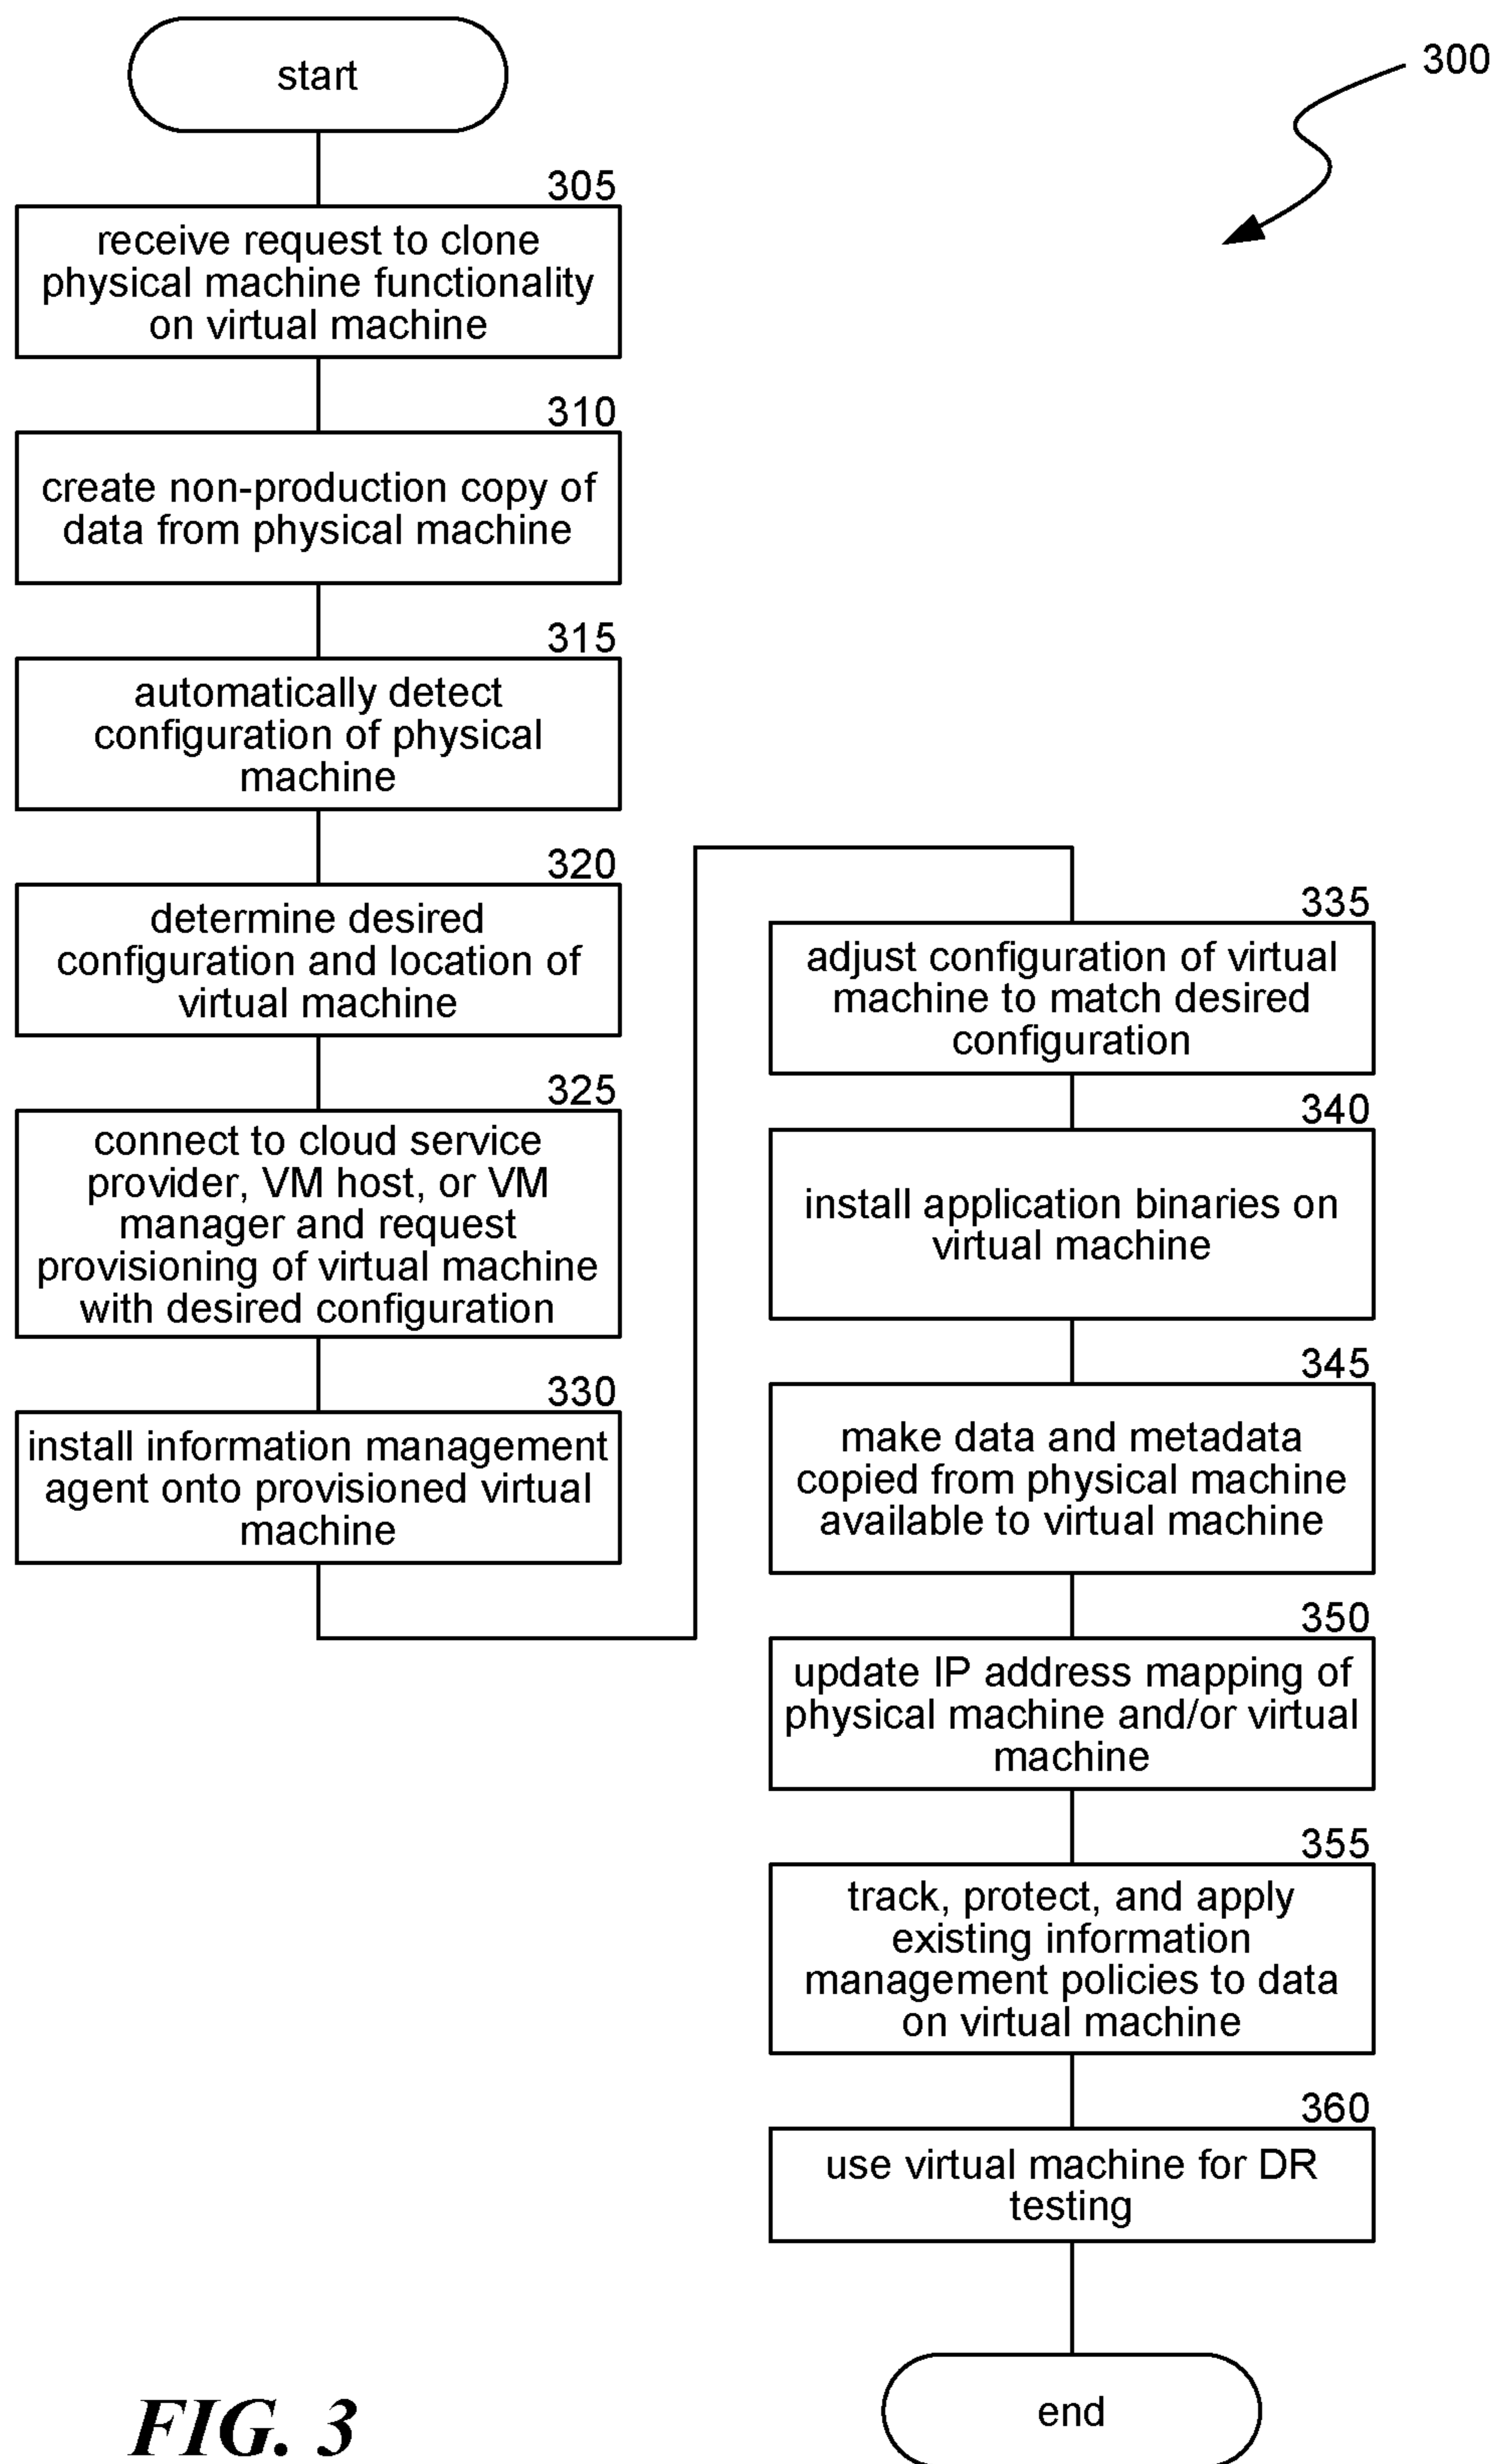 start
300
305
receive request to clone
physical machine functionality
on virtual machine
310
create non-production copy of
data from physical machine
315
automatically detect
configuration of physical
machine
320
determine desired
configuration and location of
virtual machine
325
connect to cloud service
provider, VM host, or VM
manager and request
provisioning of virtual machine
with desired configuration
330
install information management
agent onto provisioned virtual
machine
335
adjust configuration of virtual
machine to match desired
configuration
340
install application binaries on
virtual machine
345
make data and metadata
copied from physical machine
available to virtual machine
350
update IP address mapping of
physical machine and/or virtual
machine
355
track, protect, and apply
existing information
management policies to data
on virtual machine
360
use virtual machine for DR
testing
end
FIG. 3